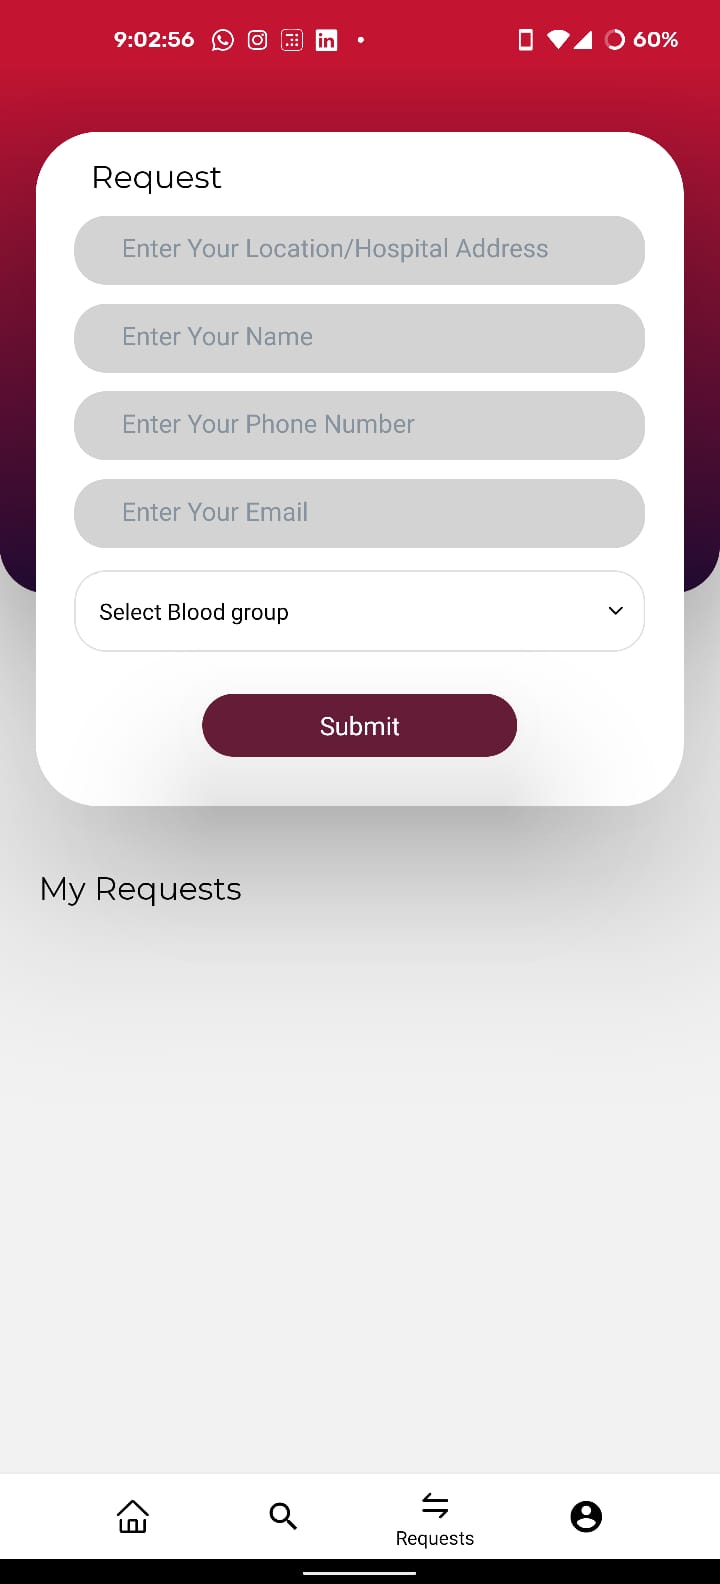 9:02:56
60%
Request
Enter Your Location/Hospital Address
Enter Your Name
Enter Your Phone Number
Enter Your Email
Select Blood group
Submit
My Requests
Requests